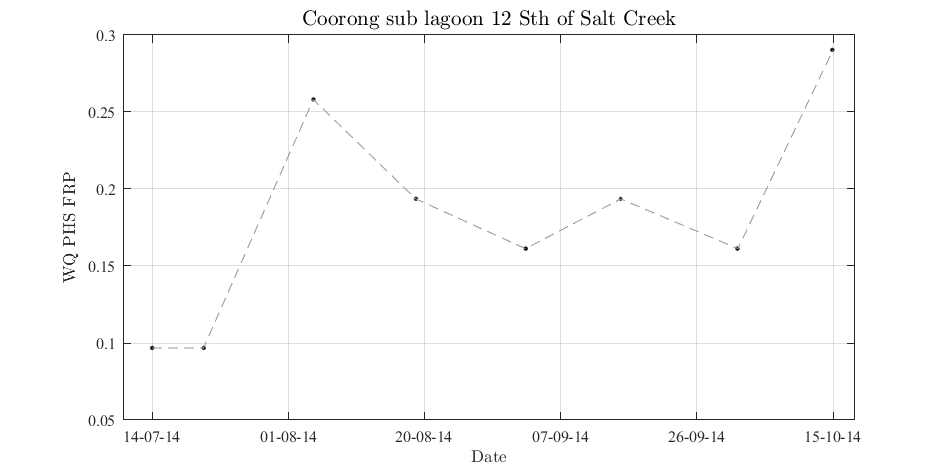 Coorong sub lagoon 12 Sth of Salt Creek
0.3
0.25
0.2
0.15
0.1
0.05
WQ PHS FRP
14-07-14 01-08-14 20-08-14 07-09-14 26-09-14 15-10-14
Date